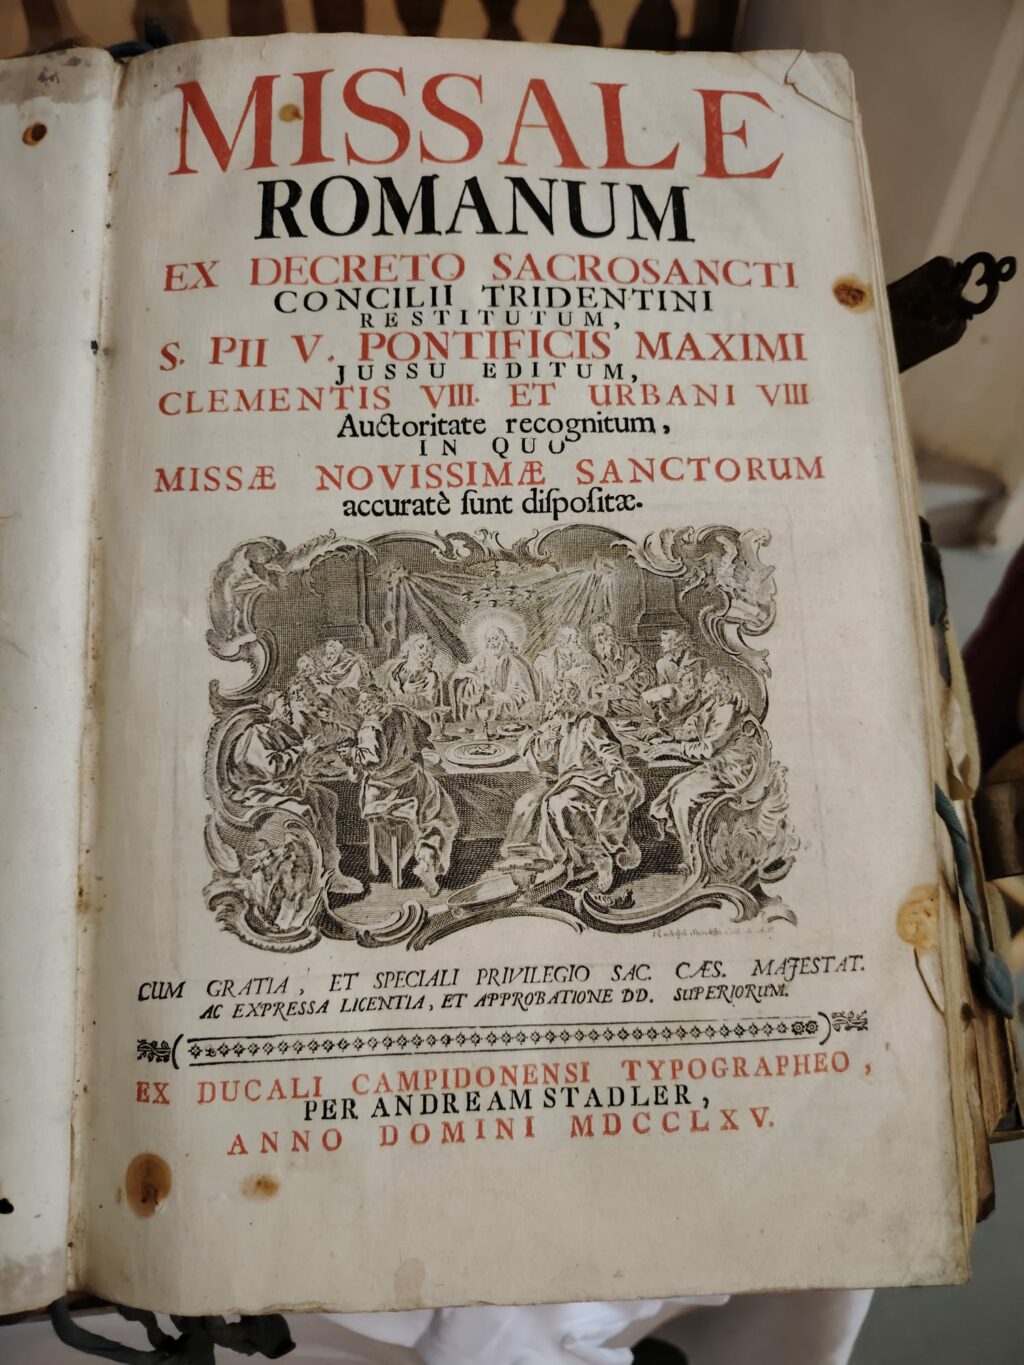 MISSALE
ROMANUM
EX DECRETO SACROSANCTI
CONCILII TRIDENTINI
RESTITUTUM,
S. PII V. PONTIFICIS MAXIMI
JUSSU EDITUM,
CLEMENTIS VIII. ET URBANI VIII
Auctoritate recognitum,
IN QUO
MISSÆ NOVISSIMÆ SANCTORUM
accuratè ſunt diſpoſitæ.
Rudolph
CUM GRATIA, ET SPECIALI PRIVILEGIO SAC. CÆS. MAJESTAT.
AC EXPRESSA LICENTIA, ET APPROBATIONE DD. SUPERIORUM.
EX DUCALI CAMPIDONENSI TYPOGRAPHEO,
PER ANDREAM STADLER,
ANNO DOMINI MDCCLXV.